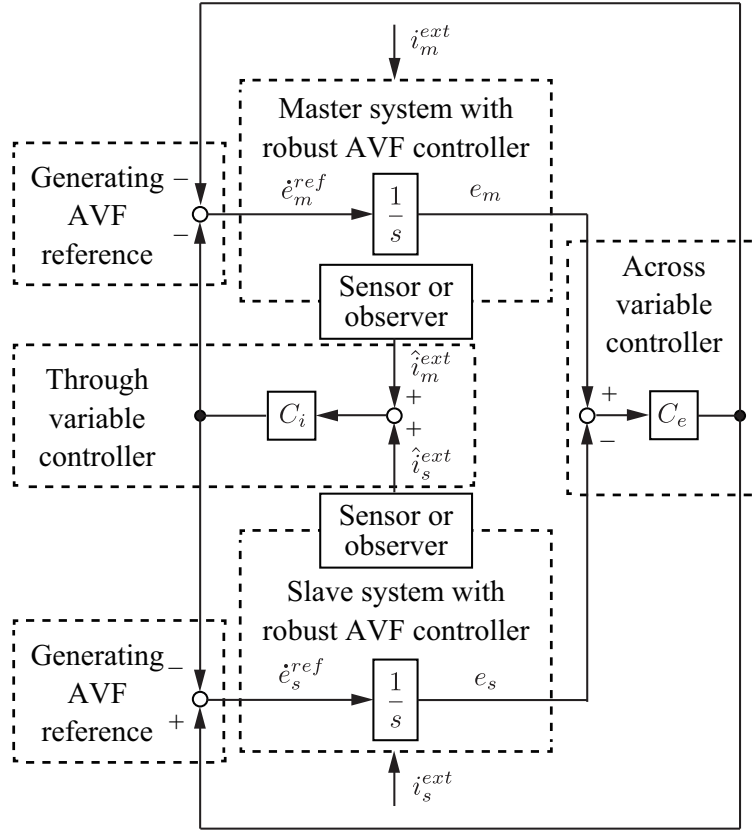 i_m^{ext}
Master system with
robust AVF controller
Generating
AVF
reference
−
−
ė_m^{ref}
1/s
e_m
Sensor or
observer
Across
variable
controller
Through
variable
controller
î_m^{ext}
+
+
C_i
î_s^{ext}
+
−
C_e
Sensor or
observer
Slave system with
robust AVF controller
Generating
AVF
reference
−
+
ė_s^{ref}
1/s
e_s
i_s^{ext}